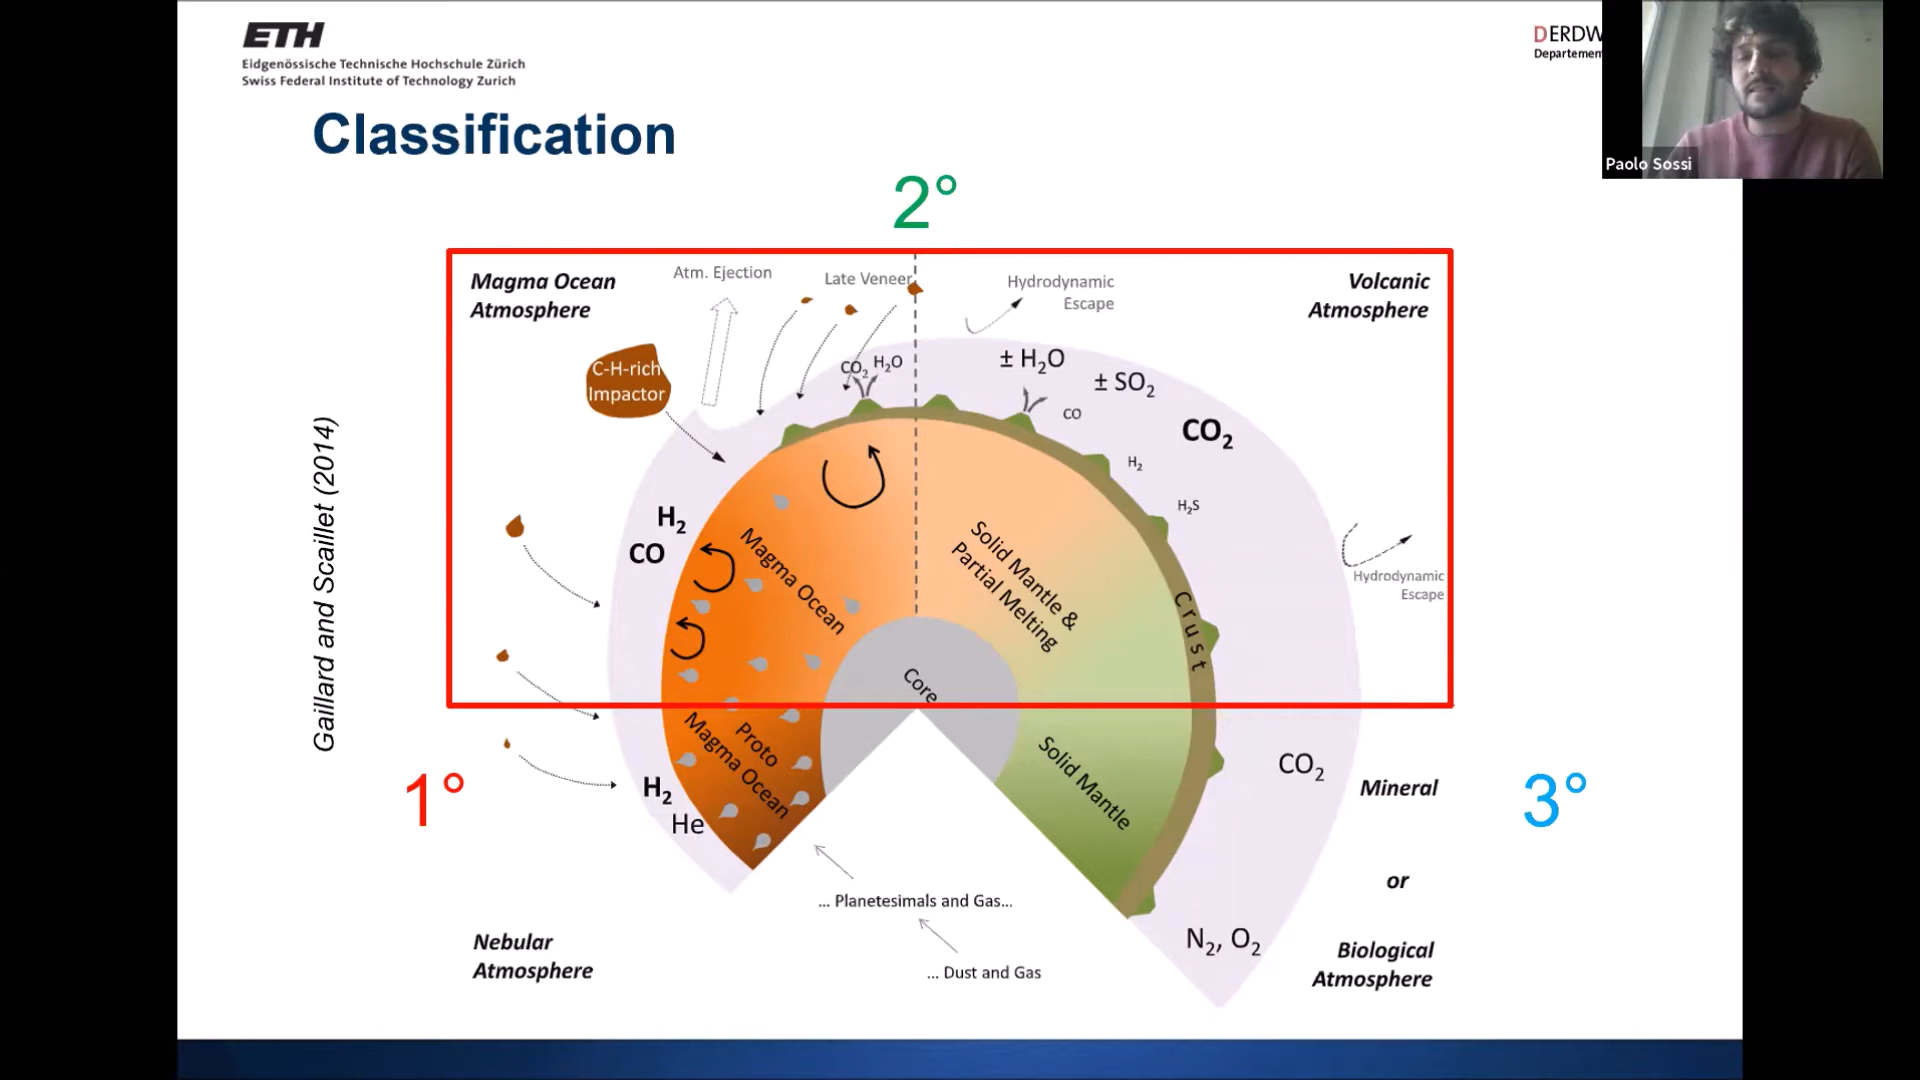 ETH
Eidgenössische Technische Hochschule Zürich
Swiss Federal Institute of Technology Zurich
DERDW
Departemen
Paolo Sossi
Classification
2°
Magma Ocean
Atmosphere
Atm. Ejection
Late Veneer
Hydrodynamic
Escape
Volcanic
Atmosphere
C-H-rich
Impactor
CO₂ H₂O
± H₂O
± SO₂
CO
CO₂
H₂
H₂S
H₂
CO
Magma Ocean
Solid Mantle &
Partial Melting
Crust
Hydrodynamic
Escape
Core
Gaillard and Scaillet (2014)
1°
Proto
Magma Ocean
H₂
He
Solid Mantle
CO₂
Mineral
or
Biological
Atmosphere
3°
N₂, O₂
... Planetesimals and Gas...
... Dust and Gas
Nebular
Atmosphere